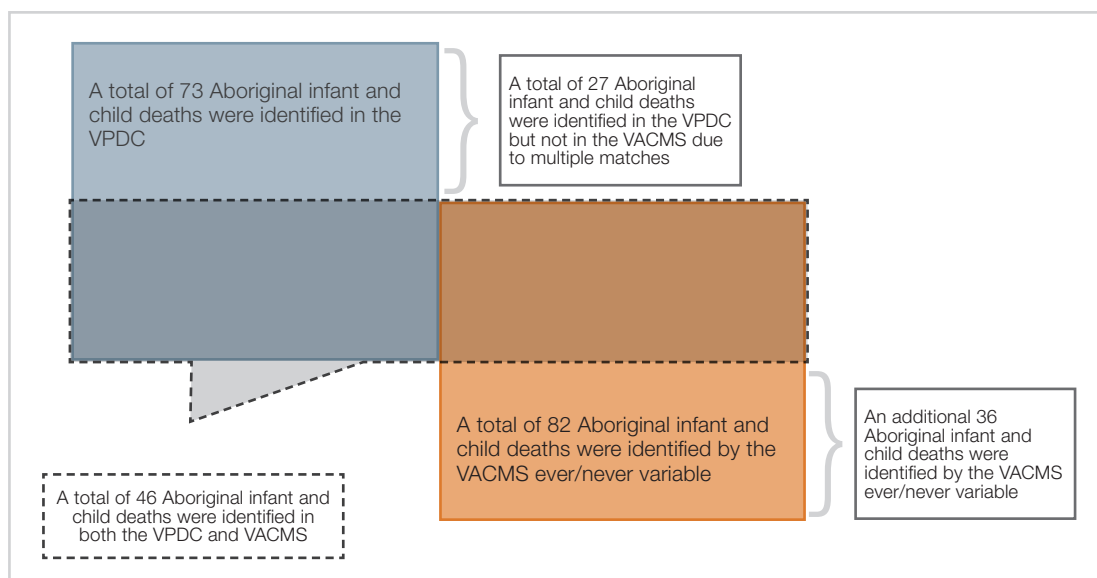 A total of 73 Aboriginal infant and
child deaths were identified in the
VPDC
A total of 27 Aboriginal
infant and child deaths
were identified in the VPDC
but not in the VACMS due
to multiple matches
A total of 82 Aboriginal infant and
child deaths were identified by the
VACMS ever/never variable
An additional 36
Aboriginal infant and
child deaths were
identified by the VACMS
ever/never variable
A total of 46 Aboriginal infant and
child deaths were identified in
both the VPDC and VACMS